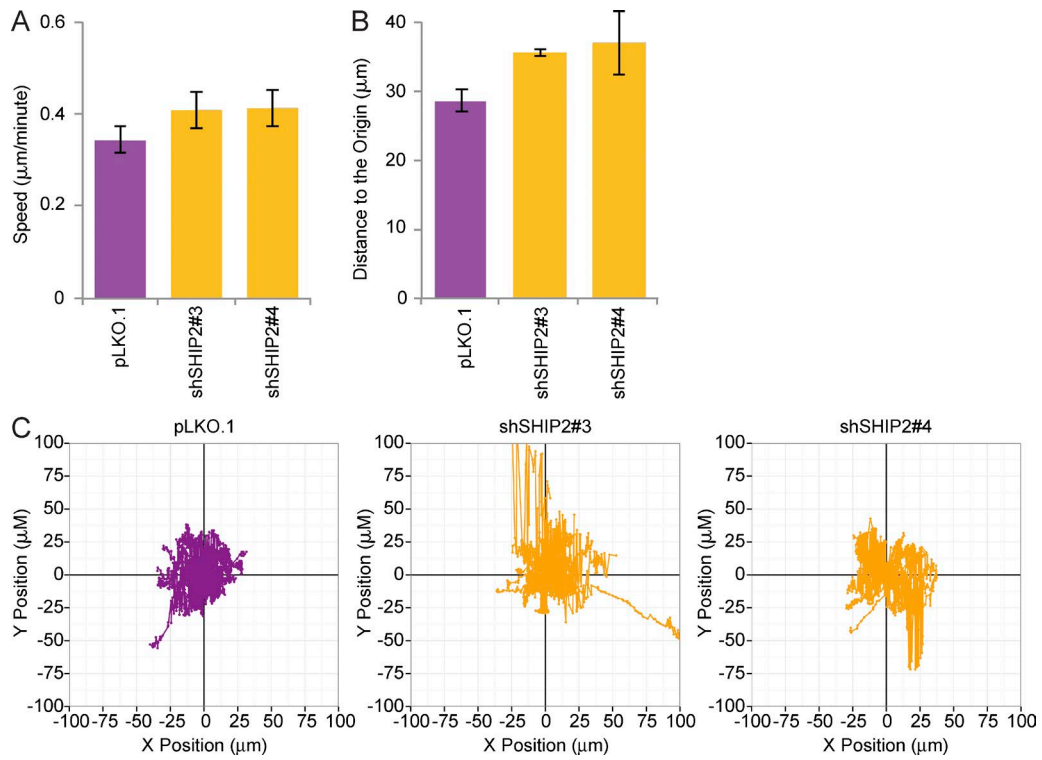 A
Speed (μm/minute)
0.6
0.4
0.2
0
pLKO.1
shSHIP2#3
shSHIP2#4
B
Distance to the Origin (μm)
40
30
20
10
0
pLKO.1
shSHIP2#3
shSHIP2#4
C
pLKO.1
Y Position (μM)
100
75
50
25
0
-25
-50
-75
-100
-100 -75 -50 -25 0 25 50 75 100
X Position (μm)
shSHIP2#3
Y Position (μM)
100
75
50
25
0
-25
-50
-75
-100
-100 -75 -50 -25 0 25 50 75 100
X Position (μm)
shSHIP2#4
Y Position (μM)
100
75
50
25
0
-25
-50
-75
-100
-100 -75 -50 -25 0 25 50 75 100
X Position (μm)